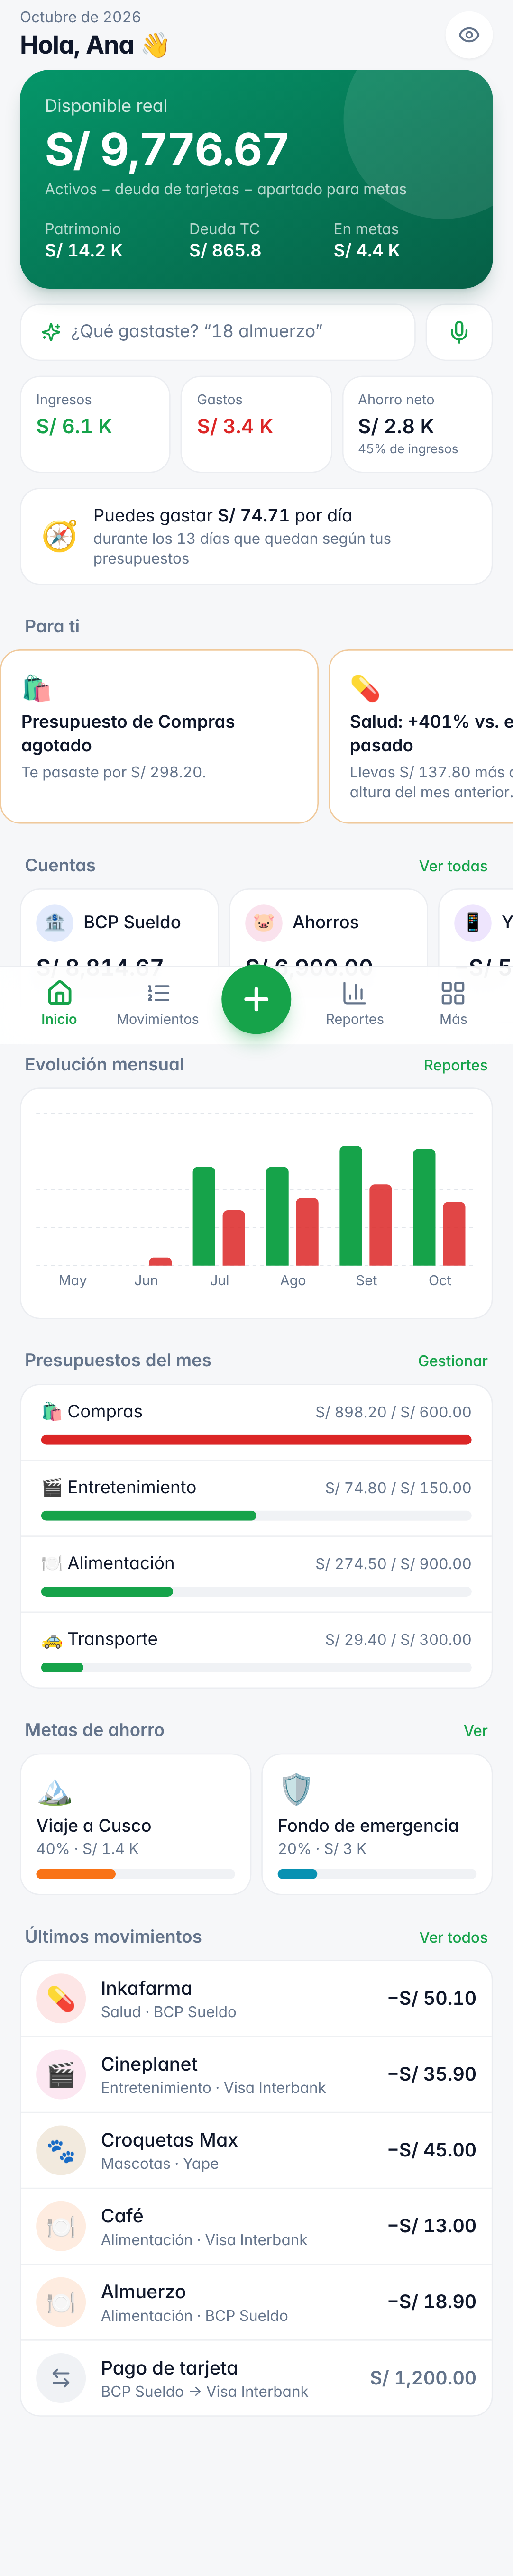 Octubre de 2026
Hola, Ana 👋
Disponible real
S/ 9,776.67
Activos − deuda de tarjetas − apartado para metas
Patrimonio Deuda TC En metas
S/ 14.2 K S/ 865.8 S/ 4.4 K
¿Qué gastaste? “18 almuerzo”
Ingresos Gastos Ahorro neto
S/ 6.1 K S/ 3.4 K S/ 2.8 K
45% de ingresos
Puedes gastar S/ 74.71 por día
durante los 13 días que quedan según tus
presupuestos
Para ti
Presupuesto de Compras
agotado
Te pasaste por S/ 298.20.
Salud: +401% vs. e
pasado
Llevas S/ 137.80 más
altura del mes anterior.
Cuentas Ver todas
BCP Sueldo Ahorros Y
S/ 8,814.67 S/ 6,900.00 −S/ 5
Inicio Movimientos Reportes Más
Evolución mensual Reportes
May Jun Jul Ago Set Oct
Presupuestos del mes Gestionar
Compras S/ 898.20 / S/ 600.00
Entretenimiento S/ 74.80 / S/ 150.00
Alimentación S/ 274.50 / S/ 900.00
Transporte S/ 29.40 / S/ 300.00
Metas de ahorro Ver
Viaje a Cusco Fondo de emergencia
40% · S/ 1.4 K 20% · S/ 3 K
Últimos movimientos Ver todos
Inkafarma −S/ 50.10
Salud · BCP Sueldo
Cineplanet −S/ 35.90
Entretenimiento · Visa Interbank
Croquetas Max −S/ 45.00
Mascotas · Yape
Café −S/ 13.00
Alimentación · Visa Interbank
Almuerzo −S/ 18.90
Alimentación · BCP Sueldo
Pago de tarjeta S/ 1,200.00
BCP Sueldo → Visa Interbank